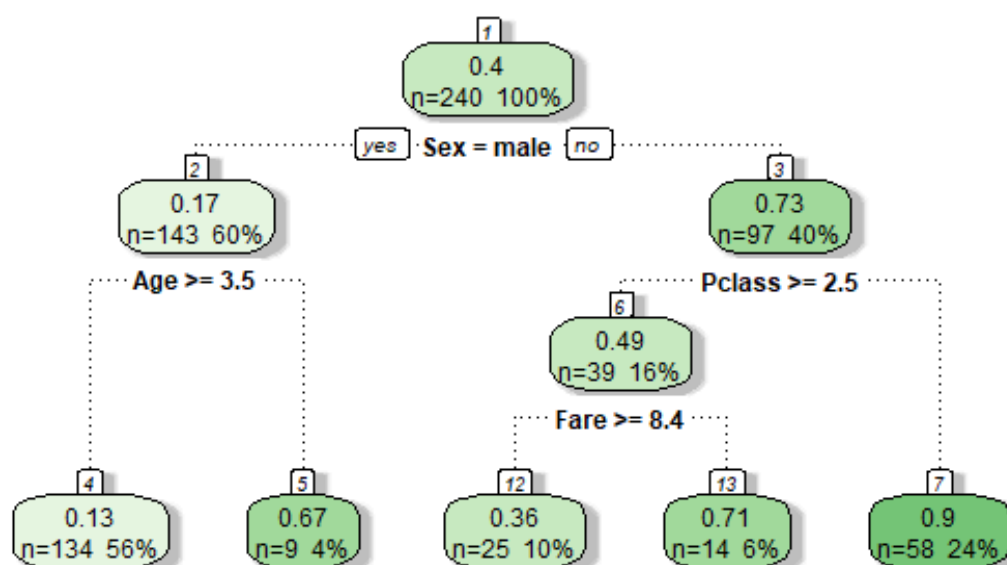 1
0.4
n=240 100%
yes Sex = male no
2
0.17
n=143 60%
3
0.73
n=97 40%
Age >= 3.5
Pclass >= 2.5
6
0.49
n=39 16%
Fare >= 8.4
4
0.13
n=134 56%
5
0.67
n=9 4%
12
0.36
n=25 10%
13
0.71
n=14 6%
7
0.9
n=58 24%